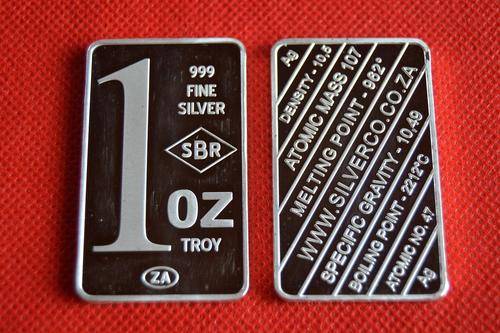 1
999
FINE
SILVER
SBR
OZ
TROY
ZA
Ag
DENSITY - 10,5
ATOMIC MASS 107
MELTING POINT - 962°
WWW.SILVERCO.CO.ZA
SPECIFIC GRAVITY - 10,49
BOILING POINT - 2212°C
ATOMIC NO. 47
Ag